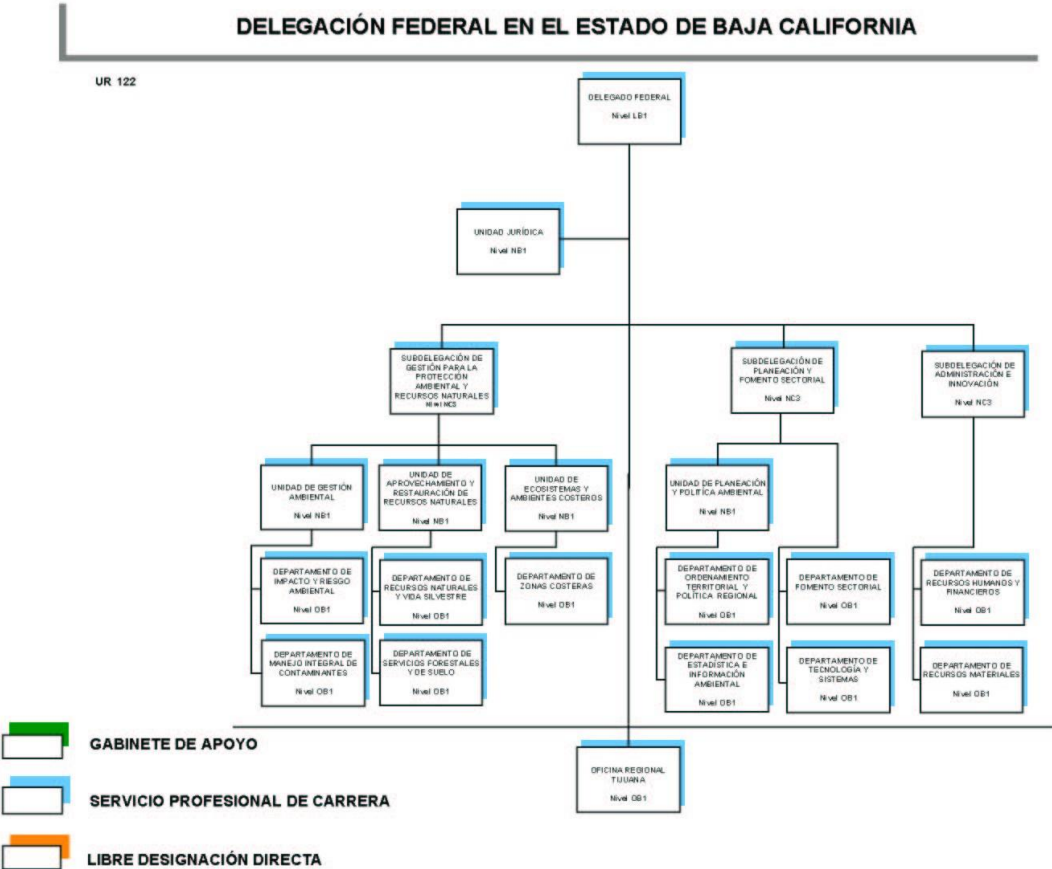 DELEGACIÓN FEDERAL EN EL ESTADO DE BAJA CALIFORNIA
UR 122
DELEGADO FEDERAL
Nivel LB1
UNIDAD JURÍDICA
Nivel NB1
SUBDELEGACIÓN DE
GESTIÓN PARA LA
PROTECCIÓN
AMBIENTAL Y
RECURSOS NATURALES
Nivel NC3
SUBDELEGACIÓN DE
PLANEACIÓN Y
FOMENTO SECTORIAL
Nivel NC3
SUBDELEGACIÓN DE
ADMINISTRACIÓN E
INNOVACIÓN
Nivel NC3
UNIDAD DE GESTIÓN
AMBIENTAL
Nivel NB1
UNIDAD DE
APROVECHAMIENTO Y
RESTAURACIÓN DE
RECURSOS NATURALES
Nivel NB1
UNIDAD DE
ECOSISTEMAS Y
AMBIENTES COSTEROS
Nivel NB1
UNIDAD DE PLANEACIÓN
Y POLITÍCA AMBIENTAL
Nivel NB1
DEPARTAMENTO DE
IMPACTO Y RIESGO
AMBIENTAL
Nivel OB1
DEPARTAMENTO DE
RECURSOS NATURALES
Y VIDA SILVESTRE
Nivel OB1
DEPARTAMENTO DE
ZONAS COSTERAS
Nivel OB1
DEPARTAMENTO DE
ORDENAMIENTO
TERRITORIAL Y
POLÍTICA REGIONAL
Nivel OB1
DEPARTAMENTO DE
FOMENTO SECTORIAL
Nivel OB1
DEPARTAMENTO DE
RECURSOS HUMANOS Y
FINANCIEROS
Nivel OB1
DEPARTAMENTO DE
MANEJO INTEGRAL DE
CONTAMINANTES
Nivel OB1
DEPARTAMENTO DE
SERVICIOS FORESTALES
Y DE SUELO
Nivel OB1
DEPARTAMENTO DE
ESTADÍSTICA E
INFORMACIÓN
AMBIENTAL
Nivel OB1
DEPARTAMENTO DE
TECNOLOGÍA Y
SISTEMAS
Nivel OB1
DEPARTAMENTO DE
RECURSOS MATERIALES
Nivel OB1
OFICINA REGIONAL
TIJUANA
Nivel OB1
GABINETE DE APOYO
SERVICIO PROFESIONAL DE CARRERA
LIBRE DESIGNACIÓN DIRECTA